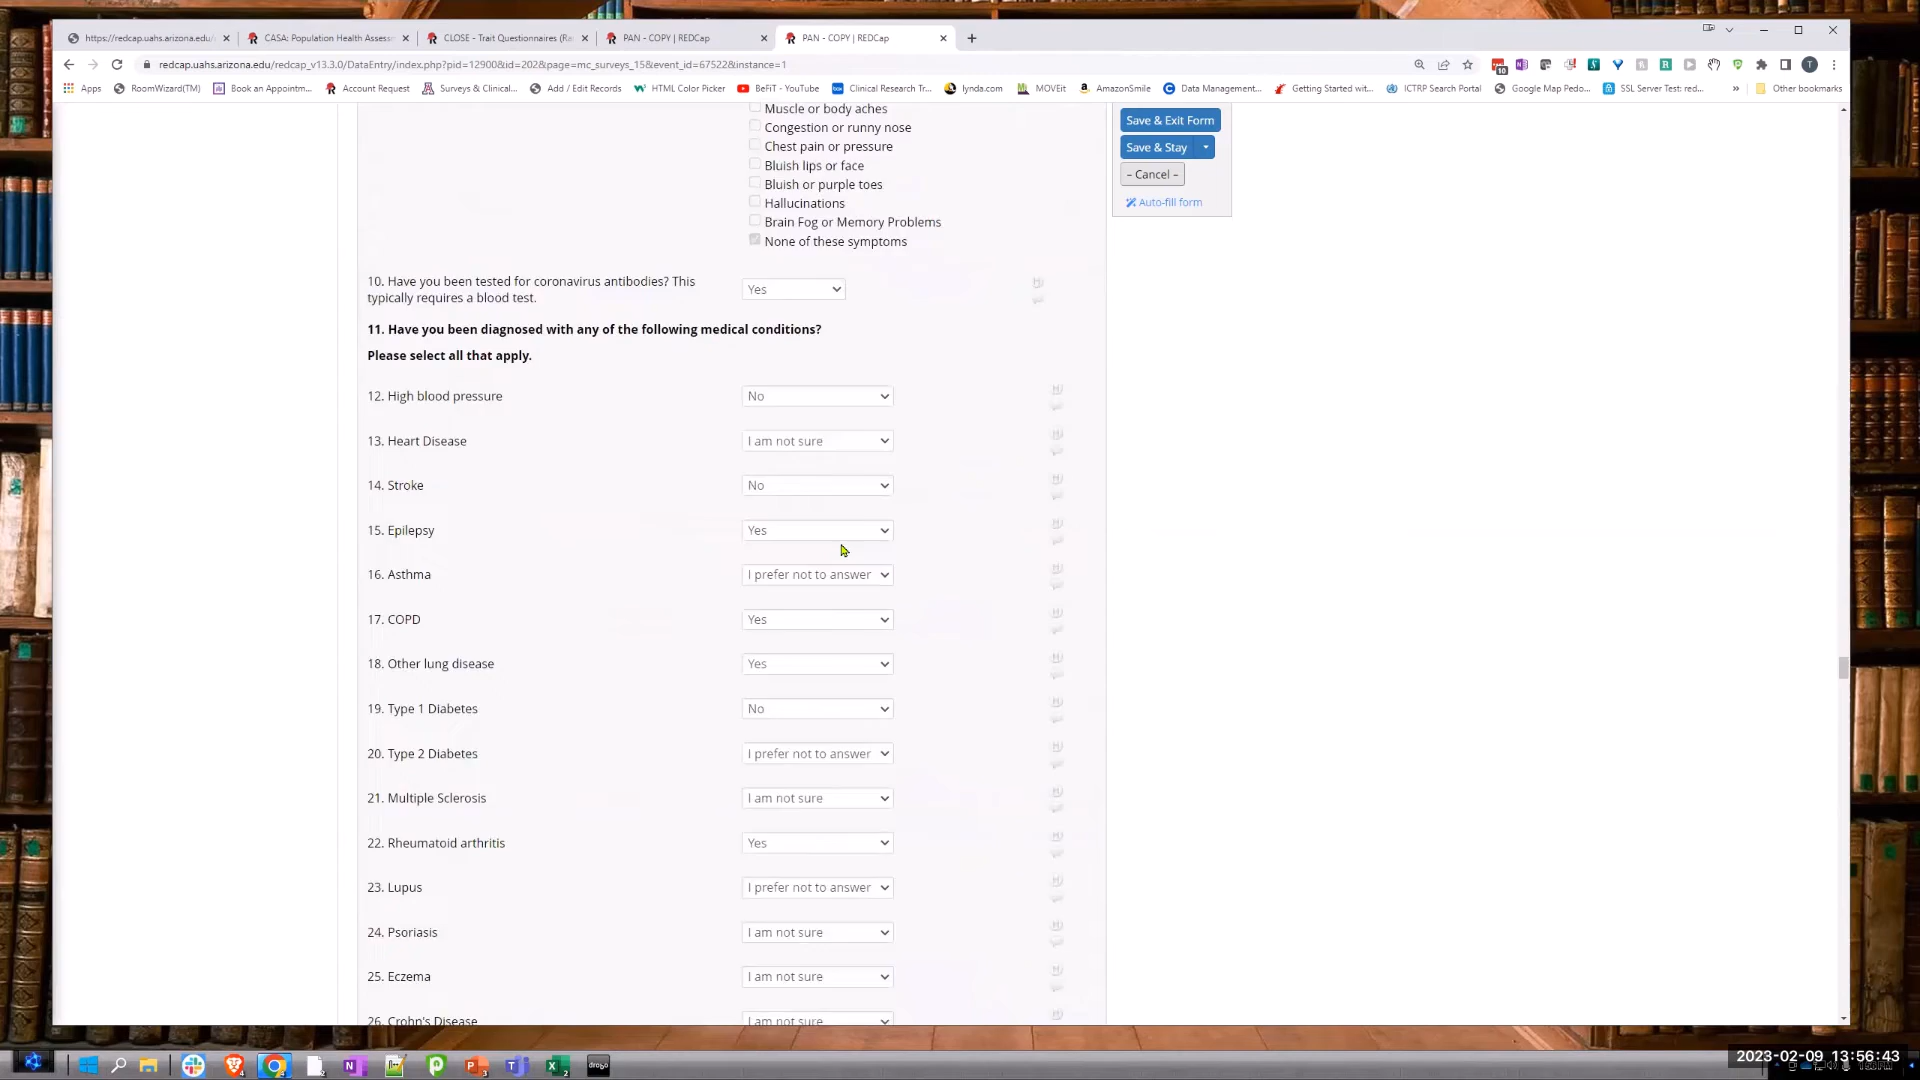 https://redcap.uahs.arizona.edu/
CASA: Population Health Assessm
CLOSE - Trait Questionnaires (Ra
PAN - COPY | REDCap
PAN - COPY | REDCap
redcap.uahs.arizona.edu/redcap_v13.3.0/DataEntry/index.php?pid=12900&id=202&page=mc_surveys_15&event_id=67522&instance=1
Apps
RoomWizard(TM)
Book an Appointm...
Account Request
Surveys & Clinical...
Add / Edit Records
HTML Color Picker
BeFiT - YouTube
Clinical Research Tr...
lynda.com
MOVEit
AmazonSmile
Data Management...
Getting Started wit...
ICTRP Search Portal
Google Map Pedo...
SSL Server Test: red...
»
Other bookmarks
Muscle or body aches
Congestion or runny nose
Chest pain or pressure
Bluish lips or face
Bluish or purple toes
Hallucinations
Brain Fog or Memory Problems
None of these symptoms
Save & Exit Form
Save & Stay
-- Cancel --
Auto-fill form
10. Have you been tested for coronavirus antibodies? This
typically requires a blood test.
Yes
11. Have you been diagnosed with any of the following medical conditions?
Please select all that apply.
12. High blood pressure No
13. Heart Disease I am not sure
14. Stroke No
15. Epilepsy Yes
16. Asthma I prefer not to answer
17. COPD Yes
18. Other lung disease Yes
19. Type 1 Diabetes No
20. Type 2 Diabetes I prefer not to answer
21. Multiple Sclerosis I am not sure
22. Rheumatoid arthritis Yes
23. Lupus I prefer not to answer
24. Psoriasis I am not sure
25. Eczema I am not sure
26. Crohn's Disease I am not sure
2023-02-09 13:56:43